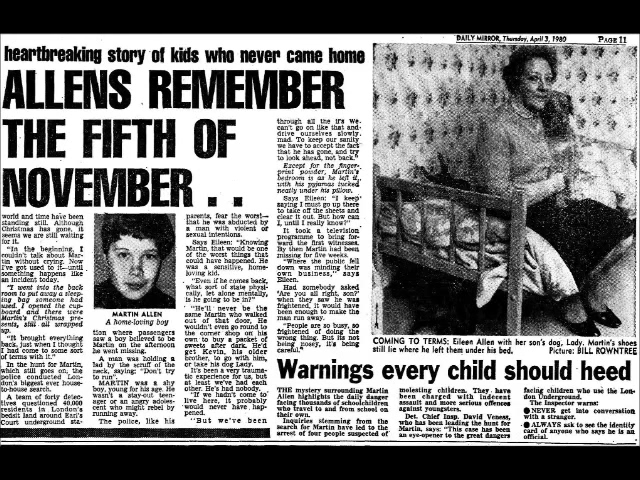 DAILY MIRROR, Thursday, April 3, 1980 PAGE 11
heartbreaking story of kids who never came home
ALLENS REMEMBER
THE FIFTH OF
NOVEMBER . .
world and time have been
standing still. Although
Christmas has gone, it
seems we are still waiting
for it.
"In the beginning, I
couldn't talk about Mar-
tin without crying. Now
I've got used to it—until
something happens like
an incident today.
"I went into the back
room to put away a sleep-
ing bag someone had
used. I opened the cup-
board and there were
Martin's Christmas pre-
sents, still all wrapped
up.
"It brought everything
back, just when I thought
I had come to some sort
of terms with it."
In the hunt for Martin,
which still goes on, the
police conducted Lon-
don's biggest ever house-
to-house search.
A team of forty detec-
tives questioned 40,000
residents in London's
bedsit land around Earl's
Court underground sta-
MARTIN ALLEN
A home-loving boy
tion where passengers
saw a boy believed to be
Martin on the afternoon
he went missing.
A man was holding a
lad by the scruff of the
neck, saying: "Don't try
to run".
MARTIN was a shy
boy, young for his age. He
wasn't a stay-out teen-
ager or an angry adoles-
cent who might rebel by
running away.
The police, like his
parents, fear the worst—
that he was abducted by
a man with violent or
sexual intentions.
Says Eileen: "Knowing
Martin, that would be one
of the worst things that
could have happened. He
was a sensitive, home-
loving kid.
"Even if he comes back,
what sort of state physi-
cally, let alone mentally,
is he going to be in?"
"He'll never be the
same Martin who walked
out of that door. He
wouldn't even go round to
the corner shop on his
own to buy a packet of
sweets after dark. He'd
get Kevin, his older
brother, to go with him,
or take his dog Lady.
"It's been a very trauma-
tic experience for us, but
at least we've had each
other. He's had nobody.
"If we hadn't come to
live here, it probably
would never have hap-
pened.
"But we've been
through all the ifs. We
can't go on like that and
drive ourselves slowly
mad. To keep our sanity
we have to accept the fact
that he has gone, and try
to look ahead, not back."
Except for the finger-
print powder, Martin's
bedroom is as he left it,
with his pyjamas tucked
neatly under his pillow.
Says Eileen: "I keep
saying I must go up there
to take off the sheets and
clear it out. But how can
I, until I really know?"
It took a television
programme to bring for-
ward the first witnesses.
By then Martin had been
missing for five weeks.
"Where the public fell
down was minding their
own business," says
Eileen.
Had somebody asked
"Are you all right, son?"
when they saw he was
frightened, it would have
been enough to make the
man run away.
"People are so busy, so
frightened of doing the
wrong thing. But its not
being nosey, it's being
careful."
COMING TO TERMS: Eileen Allen with her son's dog, Lady. Martin's shoes
still lie where he left them under his bed. Picture: BILL ROWNTREE
Warnings every child should heed
THE mystery surrounding Martin
Allen highlights the daily danger
facing thousands of schoolchildren
who travel to and from school on
their own.
Inquiries stemming from the
search for Martin have led to the
arrest of four people suspected of
molesting children. They have
been charged with indecent
assault and more serious offences
against youngsters.
Det. Chief Insp. David Veness,
who has been leading the hunt for
Martin, says: "This case has been
an eye-opener to the great dangers
facing children who use the Lon-
don Underground.
The Inspector warns:
● NEVER get into conversation
with a stranger.
● ALWAYS ask to see the identity
card of anyone who says he is an
official.